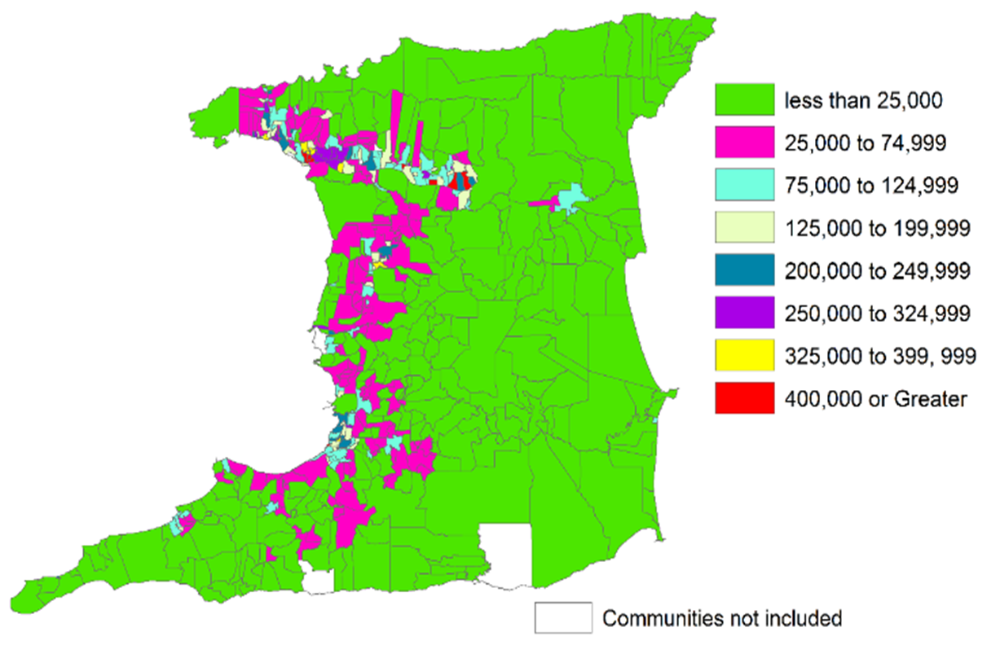 less than 25,000
25,000 to 74,999
75,000 to 124,999
125,000 to 199,999
200,000 to 249,999
250,000 to 324,999
325,000 to 399, 999
400,000 or Greater
Communities not included